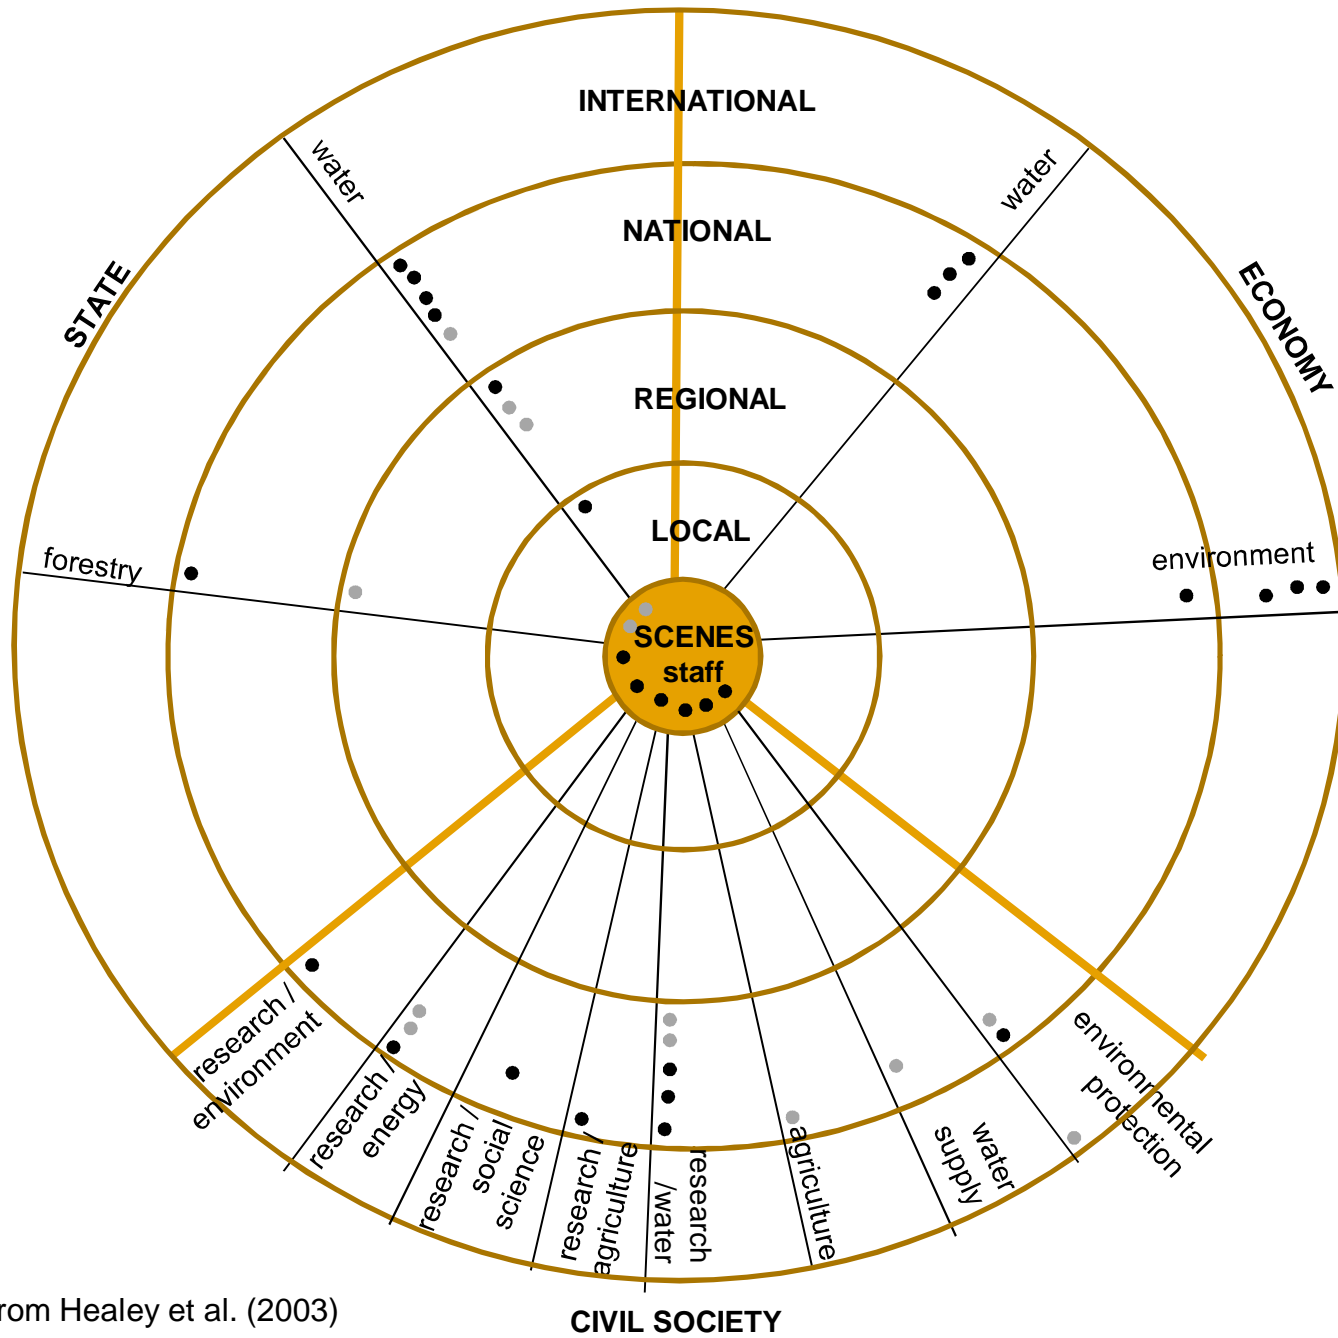 INTERNATIONAL
water
water
NATIONAL
STATE
ECONOMY
REGIONAL
LOCAL
forestry
environment
SCENES
staff
research /
environment
research /
energy
research /
social
science
research /
agriculture
research
/water
agriculture
water
supply
environmental
protection
rom Healey et al. (2003)
CIVIL SOCIETY